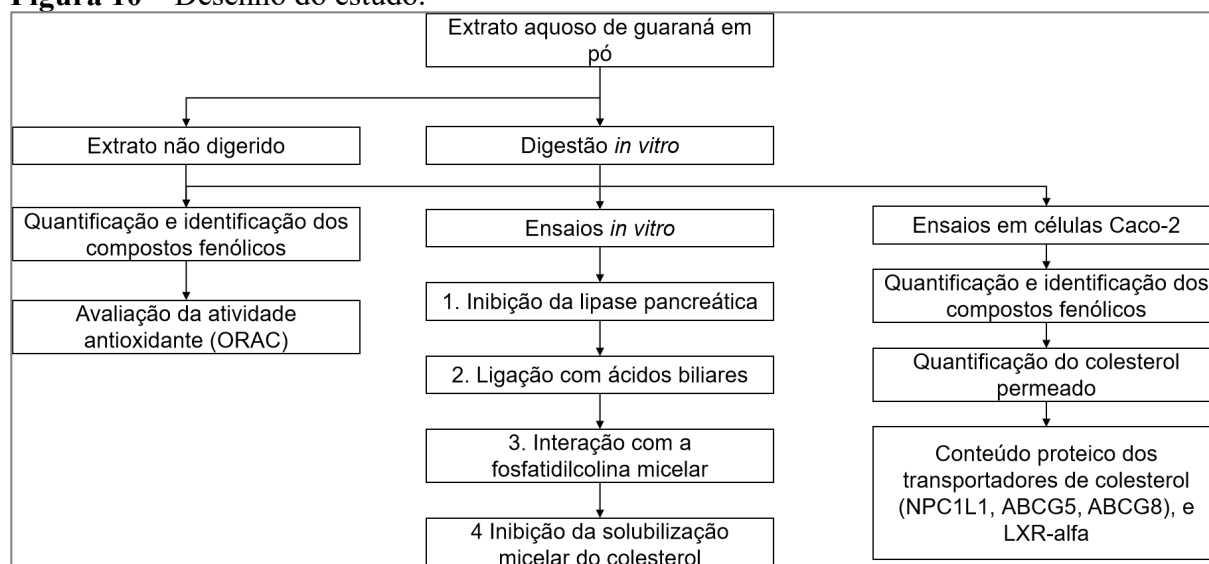 Figura 10 – Desenho do estudo.
Extrato aquoso de guaraná em
pó
Extrato não digerido
Digestão in vitro
Quantificação e identificação dos
compostos fenólicos
Avaliação da atividade
antioxidante (ORAC)
Ensaios in vitro
1. Inibição da lipase pancreática
2. Ligação com ácidos biliares
3. Interação com a
fosfatidilcolina micelar
4 Inibição da solubilização
micelar do colesterol
Ensaios em células Caco-2
Quantificação e identificação dos
compostos fenólicos
Quantificação do colesterol
permeado
Conteúdo proteico dos
transportadores de colesterol
(NPC1L1, ABCG5, ABCG8), e
LXR-alfa